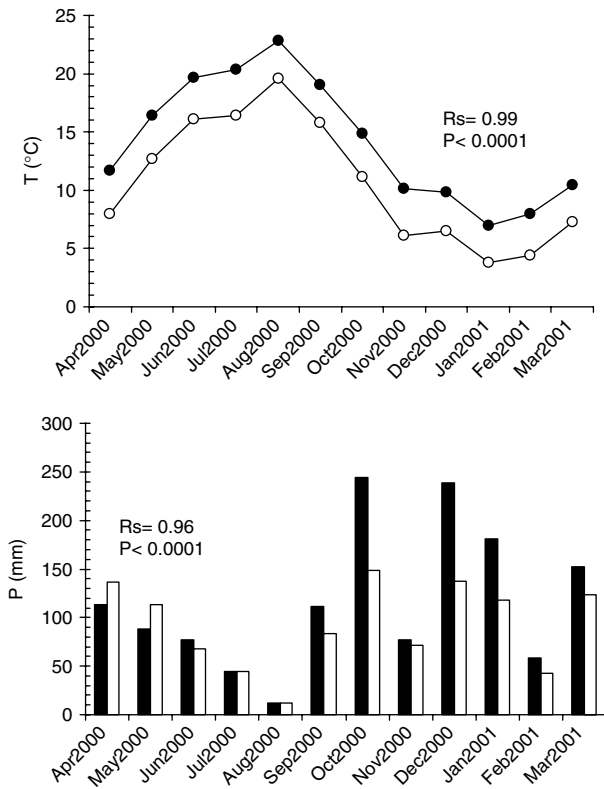 25
20
15
10
5
0
T (°C)
Rs= 0.99
P< 0.0001
Apr2000
May2000
Jun2000
Jul2000
Aug2000
Sep2000
Oct2000
Nov2000
Dec2000
Jan2001
Feb2001
Mar2001
300
250
200
150
100
50
0
P (mm)
Rs= 0.96
P< 0.0001
Apr2000
May2000
Jun2000
Jul2000
Aug2000
Sep2000
Oct2000
Nov2000
Dec2000
Jan2001
Feb2001
Mar2001